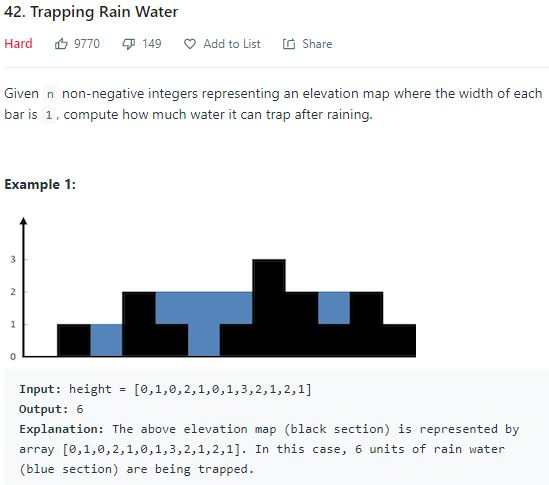 42. Trapping Rain Water
Hard 9770 149 Add to List Share
Given n non-negative integers representing an elevation map where the width of each
bar is 1, compute how much water it can trap after raining.
Example 1:
3
2
1
0
Input: height = [0,1,0,2,1,0,1,3,2,1,2,1]
Output: 6
Explanation: The above elevation map (black section) is represented by
array [0,1,0,2,1,0,1,3,2,1,2,1]. In this case, 6 units of rain water
(blue section) are being trapped.